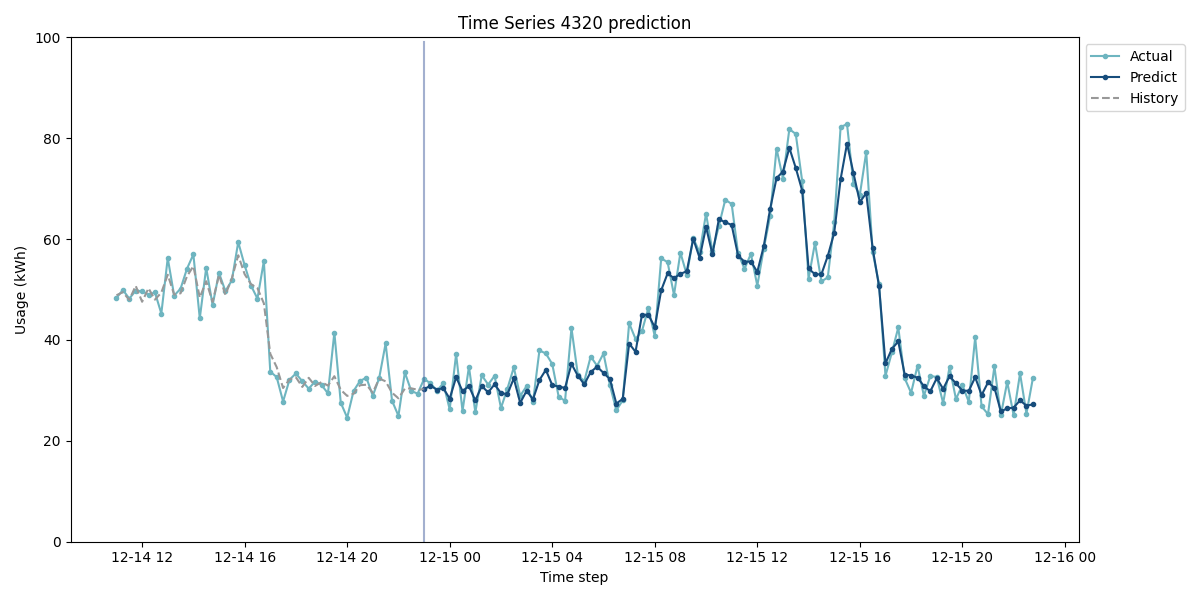 Time Series 4320 prediction
Usage (kWh)
100
80
60
40
20
0
12-14 12
12-14 16
12-14 20
12-15 00
12-15 04
12-15 08
12-15 12
12-15 16
12-15 20
12-16 00
Time step
Actual
Predict
History